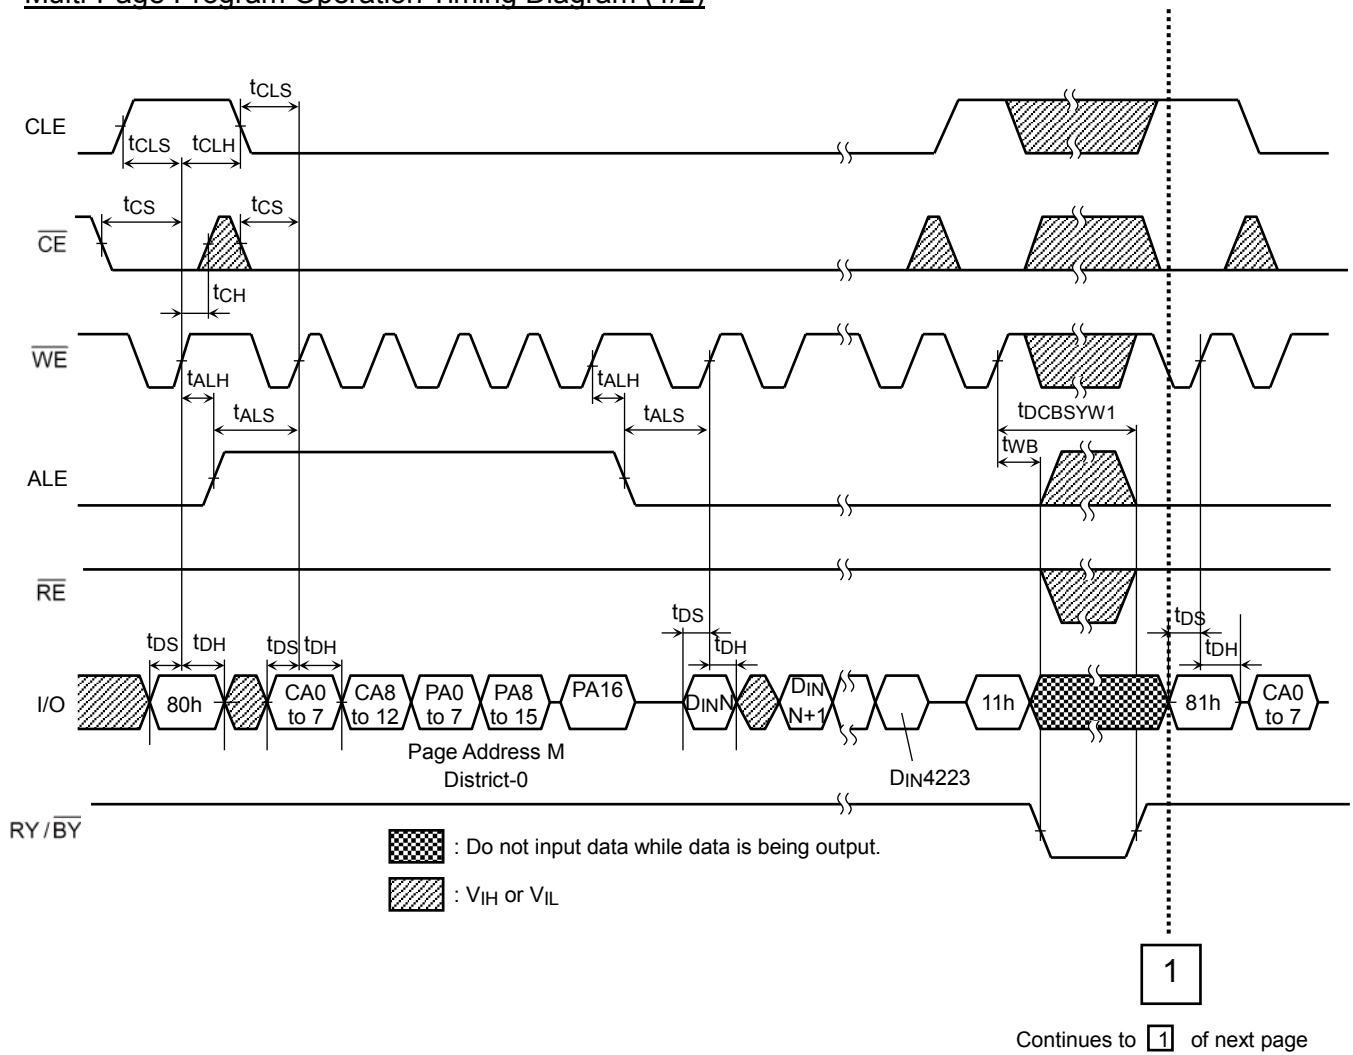 Multi-Page Program Operation Timing Diagram (1/2)
tCLS
CLE
tCLS tCLH
tCS tCS
CE
tCH
WE
tALH tALH
tALS tALS tDCBSYW1
tWB
ALE
RE
tDS tDS
tDS tDH tDS tDH tDH tDH
I/O
80h
CA0
to 7
CA8
to 12
PA0
to 7
PA8
to 15
PA16
DINN
DIN
N+1
11h
81h
CA0
to 7
Page Address M
District-0
DIN4223
RY/BY
: Do not input data while data is being output.
: VIH or VIL
1
Continues to 1 of next page